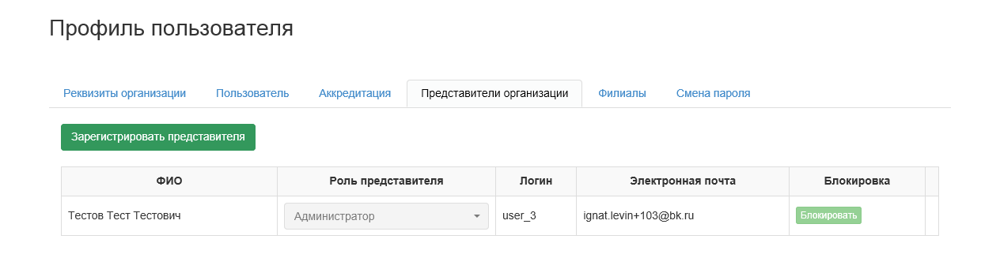 Профиль пользователя
Реквизиты организации Пользователь Аккредитация Представители организации Филиалы Смена пароля
Зарегистрировать представителя
ФИО Роль представителя Логин Электронная почта Блокировка
Тестов Тест Тестович Администратор user_3 ignat.levin+103@bk.ru Блокировать